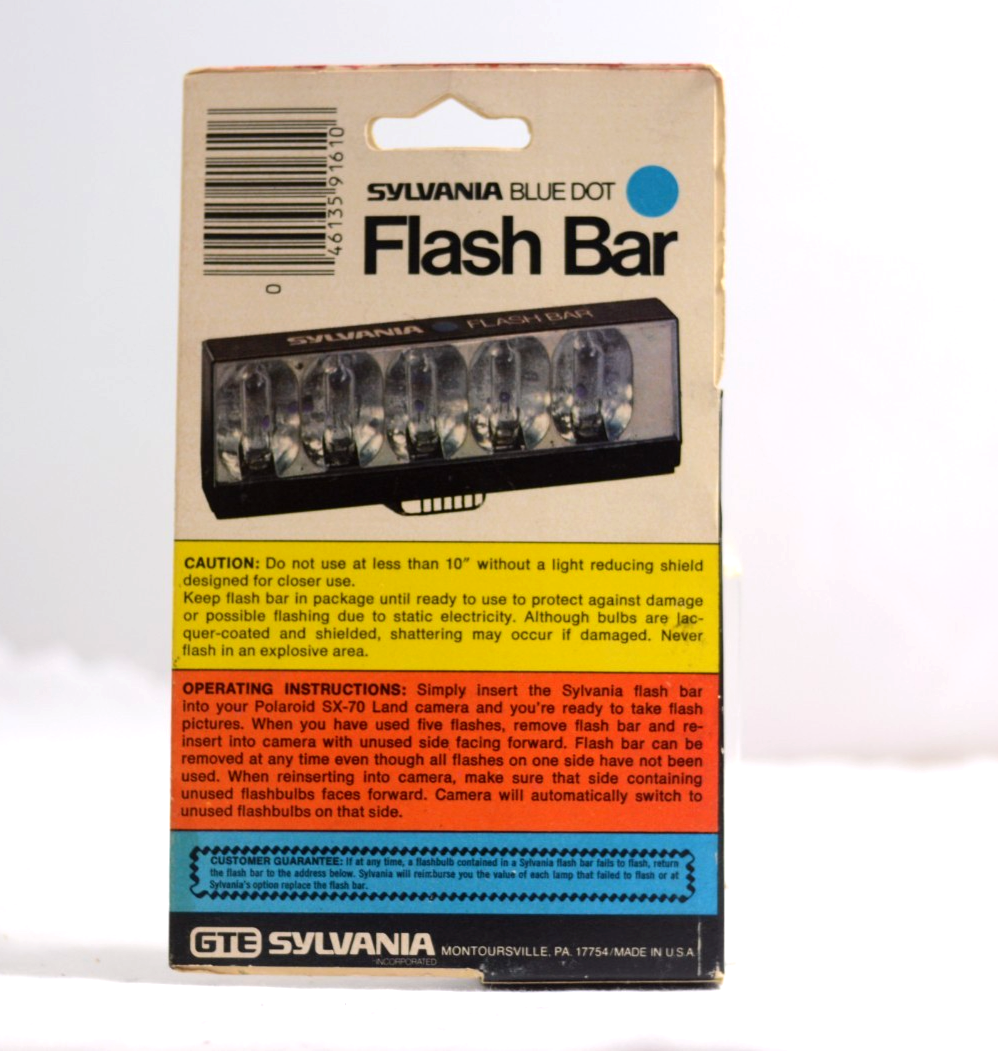 46135 91610
0
SYLVANIA BLUE DOT
Flash Bar
SYLVANIA FLASH BAR
CAUTION: Do not use at less than 10” without a light reducing shield
designed for closer use.
Keep flash bar in package until ready to use to protect against damage
or possible flashing due to static electricity. Although bulbs are lac-
quer-coated and shielded, shattering may occur if damaged. Never
flash in an explosive area.
OPERATING INSTRUCTIONS: Simply insert the Sylvania flash bar
into your Polaroid SX-70 Land camera and you're ready to take flash
pictures. When you have used five flashes, remove flash bar and re-
insert into camera with unused side facing forward. Flash bar can be
removed at any time even though all flashes on one side have not been
used. When reinserting into camera, make sure that side containing
unused flashbulbs faces forward. Camera will automatically switch to
unused flashbulbs on that side.
CUSTOMER GUARANTEE: If at any time, a flashbulb contained in a Sylvania flash bar fails to flash, return
the flash bar to the address below. Sylvania will reimburse you the value of each lamp that failed to flash or at
Sylvania's option replace the flash bar.
GTE SYLVANIA MONTOURSVILLE, PA. 17754/MADE IN U.S.A
INCORPORATED